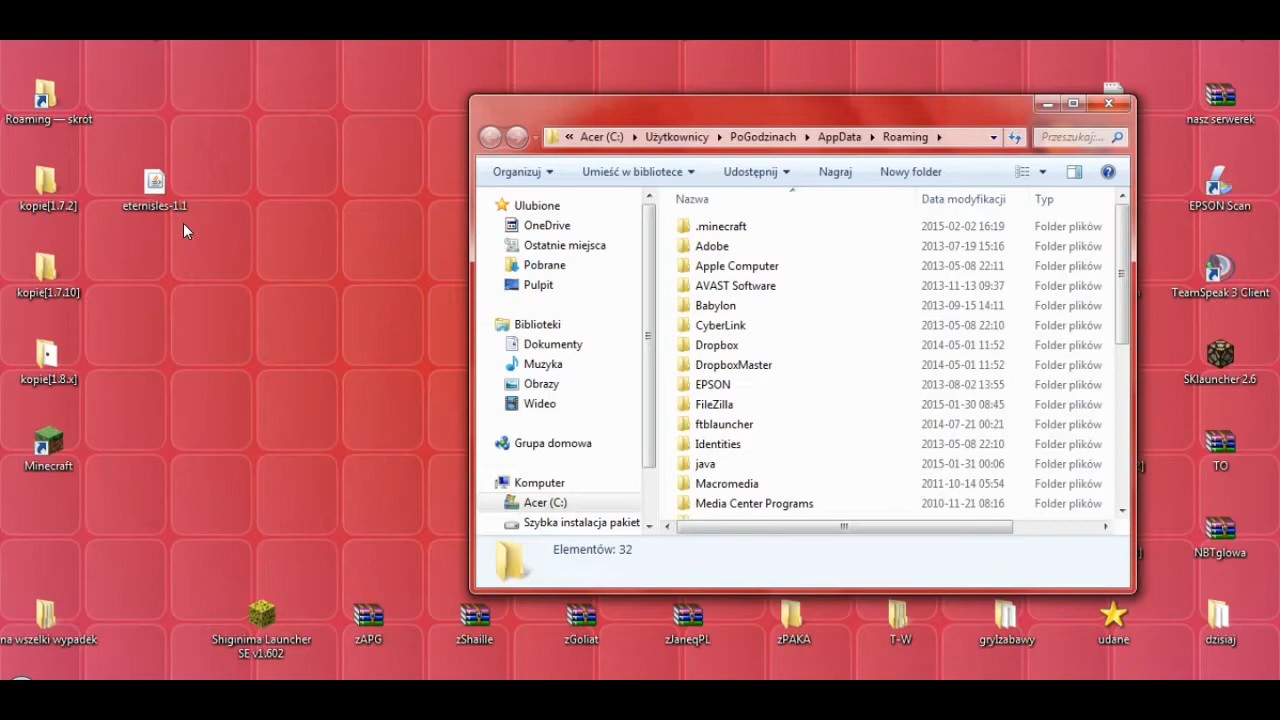 Roaming — skrót
kopie[1.7.2]
eternisles-1.1
kopie[1.7.10]
kopie[1.8.x]
Minecraft
na wszelki wypadek
Shiginima Launcher
SE v1.602
zAPG
zShaille
zGoliat
zJaneqPL
zPAKA
T-W
gryIzabawy
udane
dzisiaj
nasz serwerek
EPSON Scan
TeamSpeak 3 Client
SKlauncher 2.6
TO
NBTglowa
« Acer (C:) Użytkownicy PoGodzinach AppData Roaming
Przeszukaj:...
Organizuj Umieść w bibliotece Udostępnij Nagraj Nowy folder
Ulubione
OneDrive
Ostatnie miejsca
Pobrane
Pulpit
Biblioteki
Dokumenty
Muzyka
Obrazy
Wideo
Grupa domowa
Komputer
Acer (C:)
Szybka instalacja pakiet
Nazwa Data modyfikacji Typ
.minecraft 2015-02-02 16:19 Folder plików
Adobe 2013-07-19 15:16 Folder plików
Apple Computer 2013-05-08 22:11 Folder plików
AVAST Software 2013-11-13 09:37 Folder plików
Babylon 2013-09-15 14:11 Folder plików
CyberLink 2013-05-08 22:10 Folder plików
Dropbox 2014-05-01 11:52 Folder plików
DropboxMaster 2014-05-01 11:52 Folder plików
EPSON 2013-08-02 13:55 Folder plików
FileZilla 2015-01-30 08:45 Folder plików
ftblauncher 2014-07-21 00:21 Folder plików
Identities 2013-05-08 22:10 Folder plików
java 2015-01-31 00:06 Folder plików
Macromedia 2011-10-14 05:54 Folder plików
Media Center Programs 2010-11-21 08:16 Folder plików
Elementów: 32